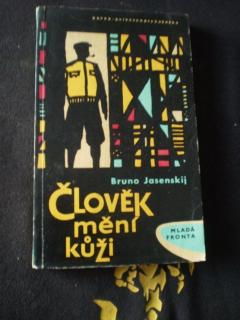 Bruno Jasenskij
ČLOVĚK
mění
kůži
MLADÁ
FRONTA